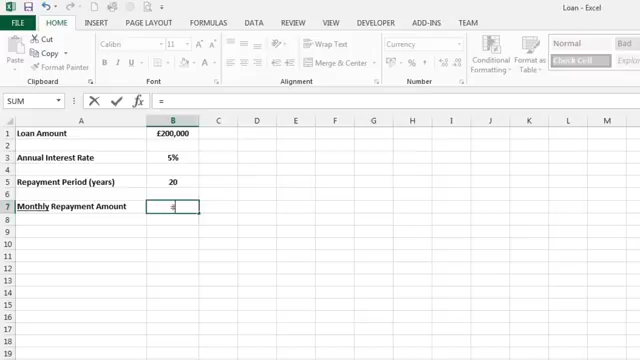 Loan - Excel
FILE HOME INSERT PAGE LAYOUT FORMULAS DATA REVIEW VIEW DEVELOPER ADD-INS TEAM
Cut
Copy
Paste
Format Painter
Clipboard
Calibri 11
B I U
Font
Wrap Text
Merge & Center
Alignment
Currency
%
Number
Conditional Formatting
Format as Table
Normal Bad
Check Cell Explan
SUM fx =
A B C D E F G H I J K L M
1 Loan Amount £200,000
2
3 Annual Interest Rate 5%
4
5 Repayment Period (years) 20
6
7 Monthly Repayment Amount =
8
9
10
11
12
13
14
15
16
17
18
19